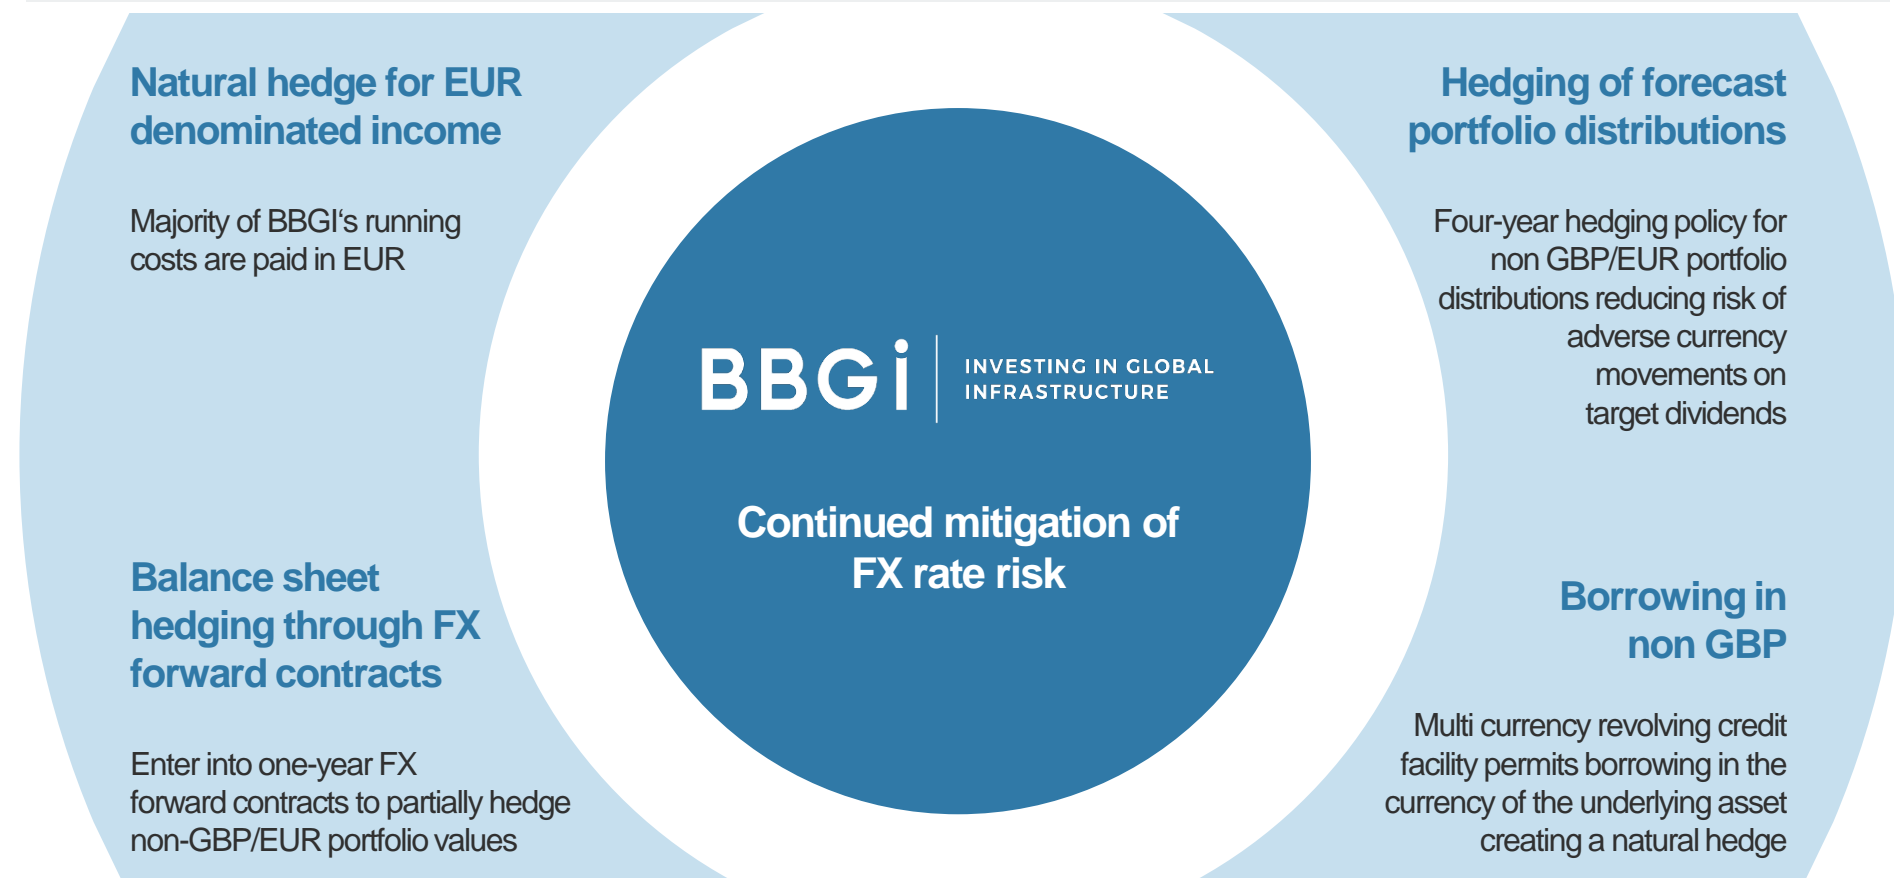 Natural hedge for EUR
denominated income
Majority of BBGI‘s running
costs are paid in EUR
Balance sheet
hedging through FX
forward contracts
Enter into one-year FX
forward contracts to partially hedge
non-GBP/EUR portfolio values
BBGi
INVESTING IN GLOBAL
INFRASTRUCTURE
Continued mitigation of
FX rate risk
Hedging of forecast
portfolio distributions
Four-year hedging policy for
non GBP/EUR portfolio
distributions reducing risk of
adverse currency
movements on
target dividends
Borrowing in
non GBP
Multi currency revolving credit
facility permits borrowing in the
currency of the underlying asset
creating a natural hedge